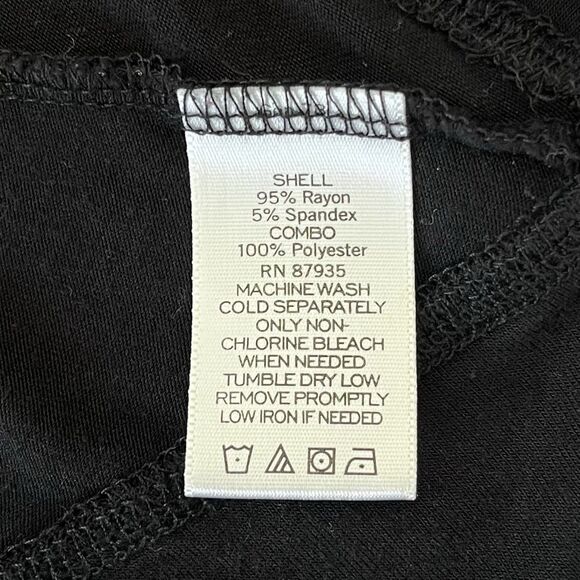 SHELL
95% Rayon
5% Spandex
COMBO
100% Polyester
RN 87935
MACHINE WASH
COLD SEPARATELY
ONLY NON-
CHLORINE BLEACH
WHEN NEEDED
TUMBLE DRY LOW
REMOVE PROMPTLY
LOW IRON IF NEEDED